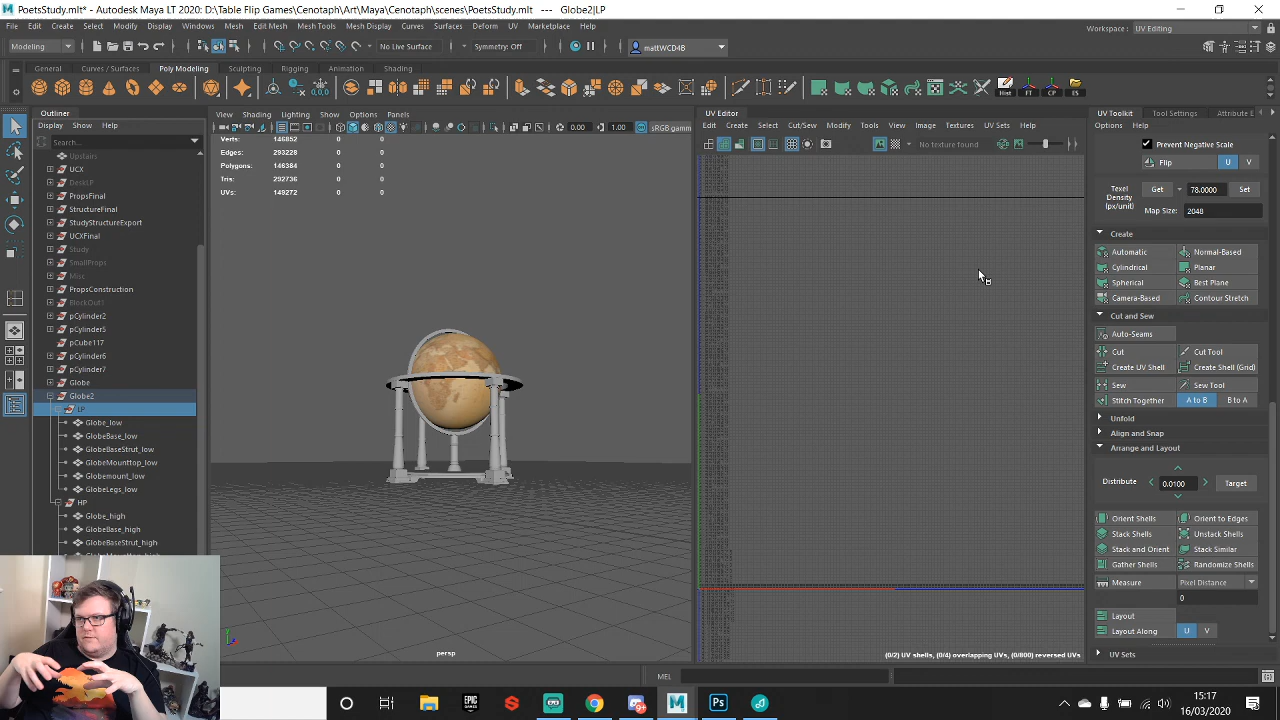 PoetsStudy.mlt* - Autodesk Maya LT 2020: D:\Table Flip Games\Cenotaph\Art\Maya\Cenotaph\scenes\PoetsStudy.mlt --- Globe2|LP
File Edit Create Select Modify Display Windows Mesh Edit Mesh Mesh Tools Mesh Display Curves Surfaces Deform UV Marketplace Help
Workspace : UV Editing
Modeling No Live Surface Symmetry: Off mattWCD4B
General Curves / Surfaces Poly Modeling Sculpting Rigging Animation Shading
Hist FT CP ES
Outliner
Display Show Help
Search...
Upstairs
UCX
DeskLP
PropsFinal
StructureFinal
StudyStructureExport
UCXFinal
Study
SmallProps
Misc
PropsConstruction
BlockOut1
pCylinder2
pCylinder5
pCube117
pCylinder6
pCylinder7
Globe
Globe2
LP
Globe_low
GlobeBase_low
GlobeBaseStrut_low
GlobeMounttop_low
Globemount_low
GlobeLegs_low
HP
Globe_high
GlobeBase_high
GlobeBaseStrut_high
View Shading Lighting Show Options Panels
0.00 1.00 sRGB gamm
Verts: 146852 0 0
Edges: 293228 0 0
Polygons: 146384 0 0
Tris: 292736 0 0
UVs: 149272 0 0
persp
UV Editor
Edit Create Select Cut/Sew Modify Tools View Image Textures UV Sets Help
No texture found
(0/2) UV shells, (0/4) overlapping UVs, (0/800) reversed UVs
UV Toolkit Tool Settings Attribute E
Options Help
Prevent Negative Scale
Flip U V
Texel Density (px/unit) Get 78.0000 Set
Map Size: 2048
Create
Automatic Normal-Based
Cylindrical Planar
Spherical Best Plane
Camera-Based Contour Stretch
Cut and Sew
Auto-Seams
Cut Cut Tool
Create UV Shell Create Shell (Grid)
Sew Sew Tool
Stitch Together A to B B to A
Unfold
Align and Snap
Arrange and Layout
Distribute 0.0100 Target
Orient Shells Orient to Edges
Stack Shells Unstack Shells
Stack and Orient Stack Similar
Gather Shells Randomize Shells
Measure Pixel Distance
0
Layout
Layout Along U V
UV Sets
MEL
EPIC GAMES
Ps
15:17
16/03/2020